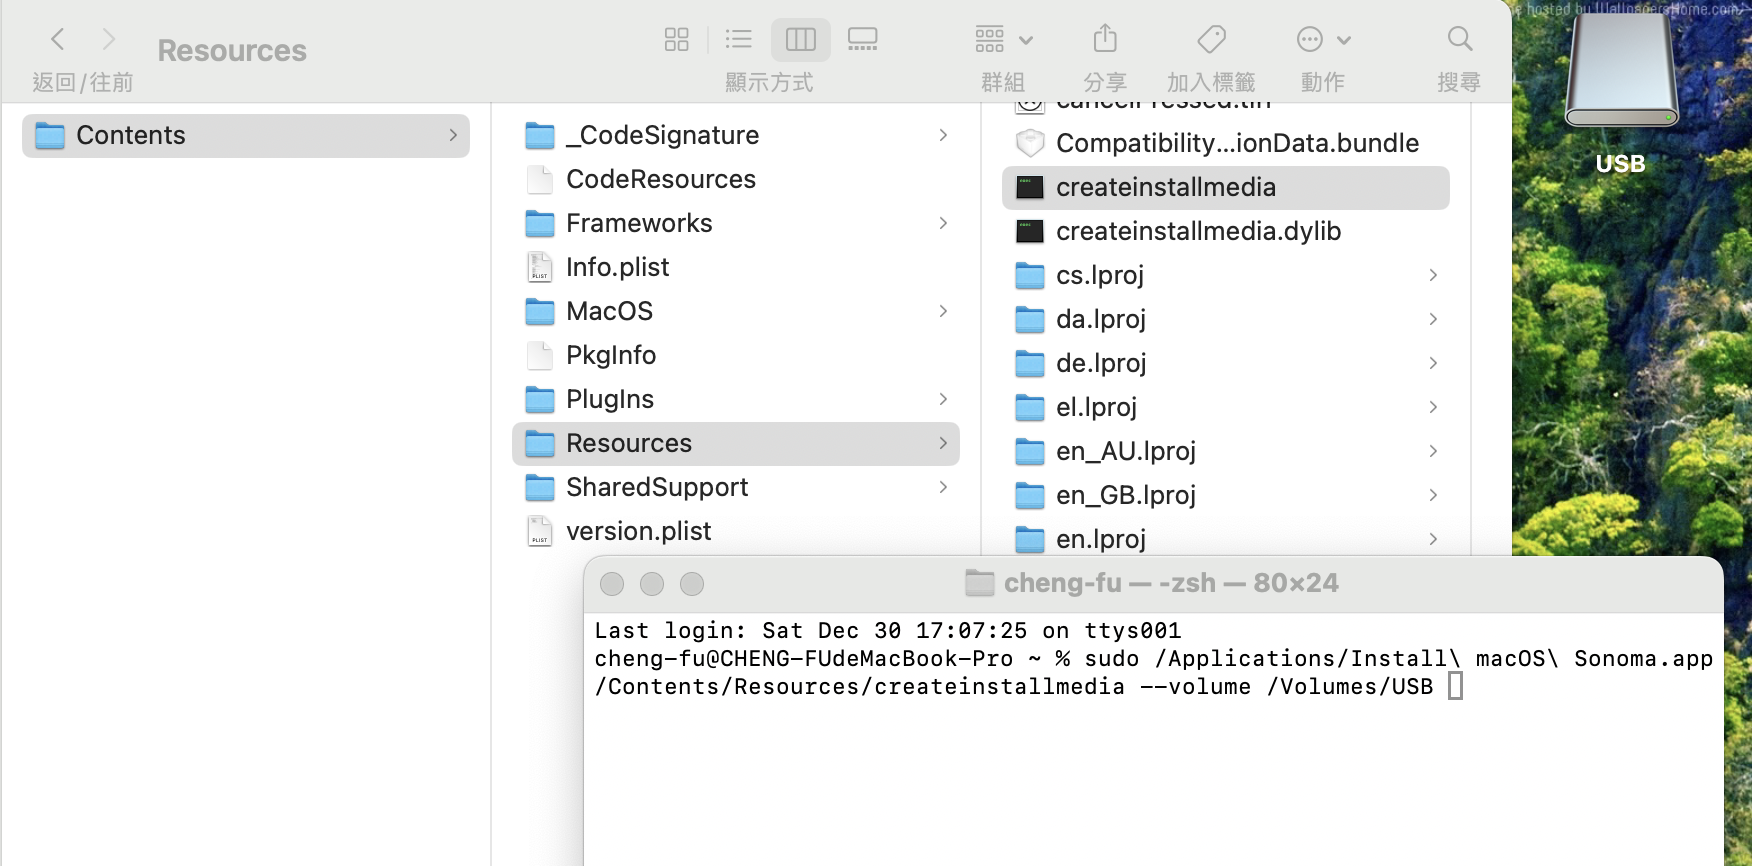 Resources
返回/往前
顯示方式
群組
分享
加入標籤
動作
搜尋
Contents
_CodeSignature
CodeResources
Frameworks
Info.plist
MacOS
PkgInfo
PlugIns
Resources
SharedSupport
version.plist
Compatibility...ionData.bundle
createinstallmedia
createinstallmedia.dylib
cs.lproj
da.lproj
de.lproj
el.lproj
en_AU.lproj
en_GB.lproj
en.lproj
hosted by WallpapersHome.com
USB
cheng-fu — -zsh — 80×24
Last login: Sat Dec 30 17:07:25 on ttys001
cheng-fu@CHENG-FUdeMacBook-Pro ~ % sudo /Applications/Install\ macOS\ Sonoma.app
/Contents/Resources/createinstallmedia --volume /Volumes/USB